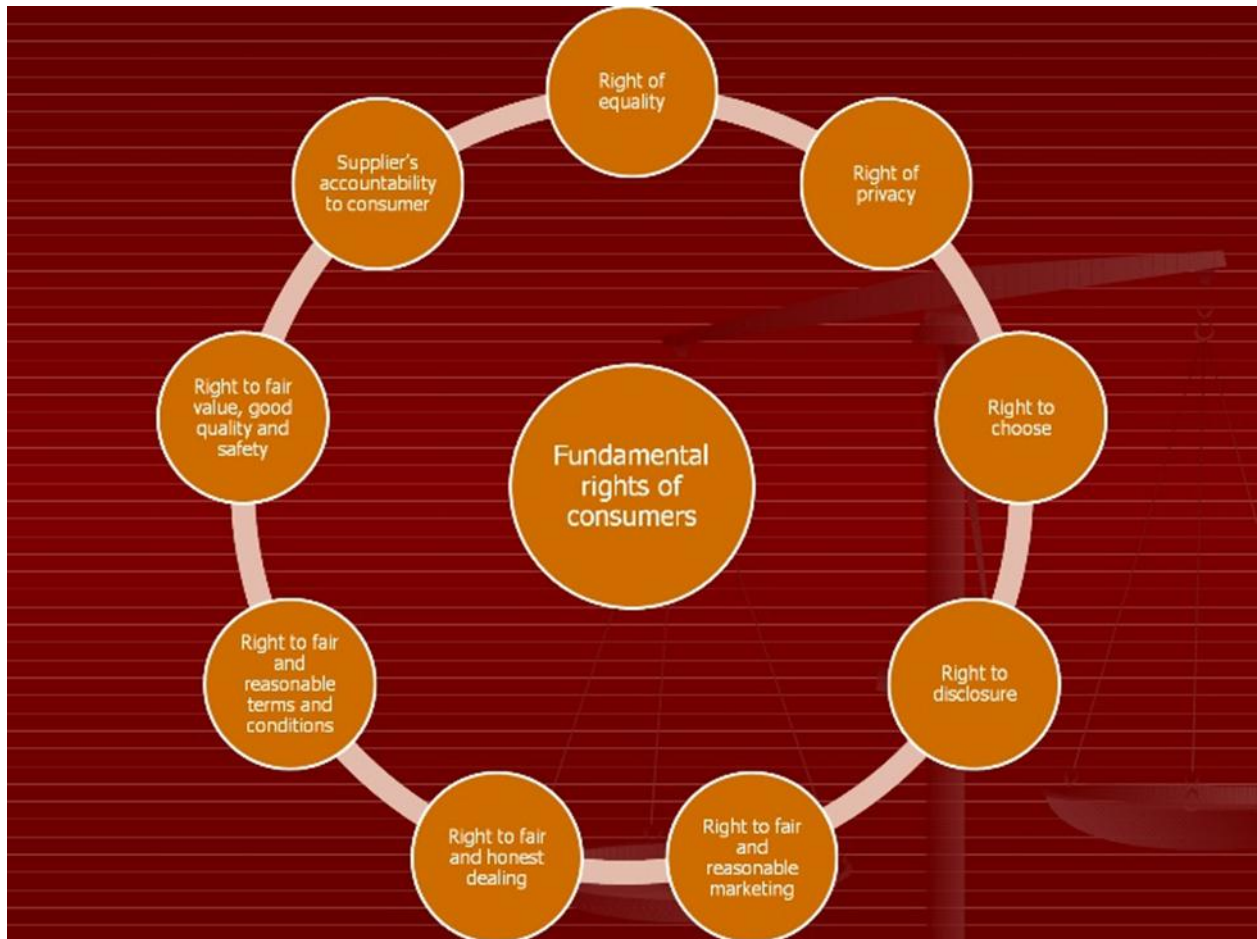 Right of
equality
Right of
privacy
Right to
choose
Right to
disclosure
Right to fair
and
reasonable
marketing
Right to fair
and honest
dealing
Right to fair
and
reasonable
terms and
conditions
Right to fair
value, good
quality and
safety
Supplier's
accountability
to consumer
Fundamental
rights of
consumers